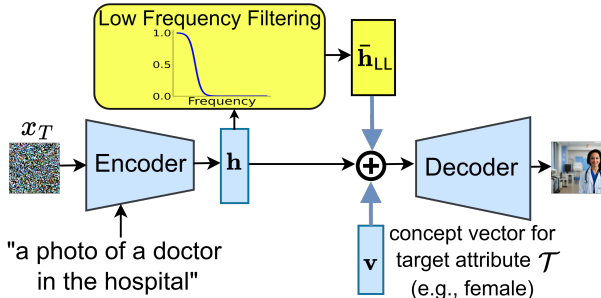 Low Frequency Filtering
1.0
0.5
0.0
Frequency
h̄LL
x_T
Encoder
h
Decoder
"a photo of a doctor
in the hospital"
v
concept vector for
target attribute 𝒯
(e.g., female)